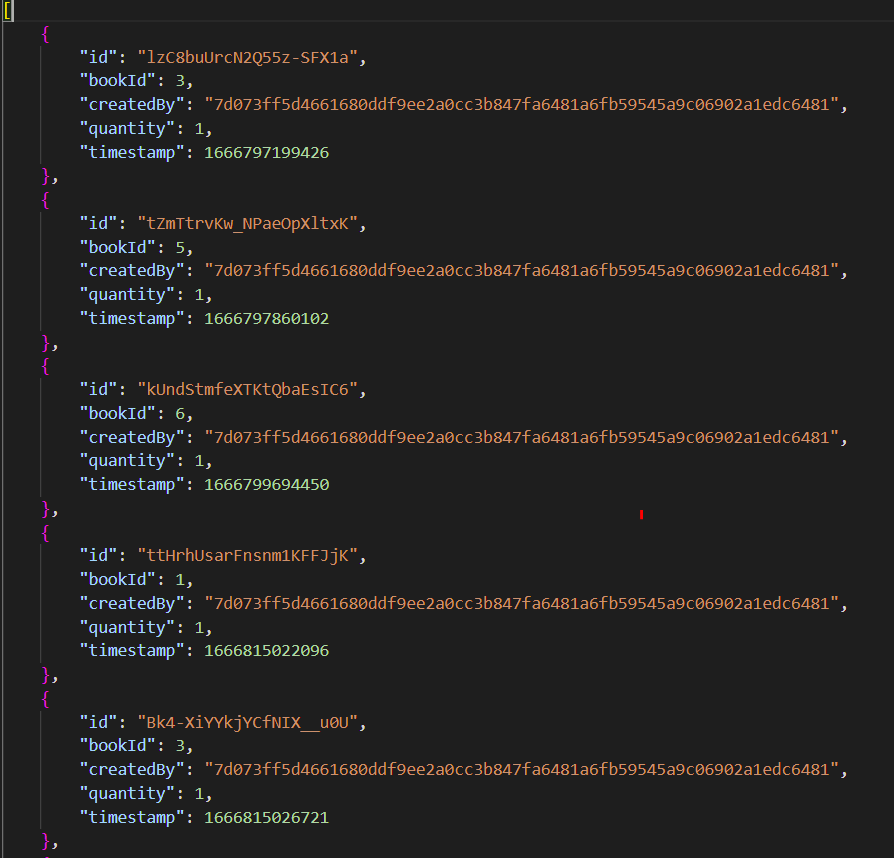 [
{
"id": "lzC8buUrcN2Q55z-SFX1a",
"bookId": 3,
"createdBy": "7d073ff5d4661680ddf9ee2a0cc3b847fa6481a6fb59545a9c06902a1edc6481",
"quantity": 1,
"timestamp": 1666797199426
},
{
"id": "tZmTtrvKw_NPaeOpXltxK",
"bookId": 5,
"createdBy": "7d073ff5d4661680ddf9ee2a0cc3b847fa6481a6fb59545a9c06902a1edc6481",
"quantity": 1,
"timestamp": 1666797860102
},
{
"id": "kUndStmfeXTKtQbaEsIC6",
"bookId": 6,
"createdBy": "7d073ff5d4661680ddf9ee2a0cc3b847fa6481a6fb59545a9c06902a1edc6481",
"quantity": 1,
"timestamp": 1666799694450
},
{
"id": "ttHrhUsarFnsnm1KFFJjK",
"bookId": 1,
"createdBy": "7d073ff5d4661680ddf9ee2a0cc3b847fa6481a6fb59545a9c06902a1edc6481",
"quantity": 1,
"timestamp": 1666815022096
},
{
"id": "Bk4-XiYYkjYCfNIX__u0U",
"bookId": 3,
"createdBy": "7d073ff5d4661680ddf9ee2a0cc3b847fa6481a6fb59545a9c06902a1edc6481",
"quantity": 1,
"timestamp": 1666815026721
},